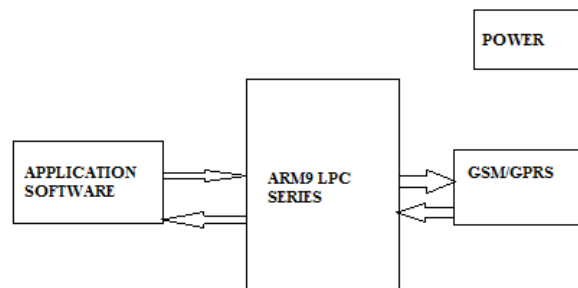 POWER
APPLICATION
SOFTWARE
ARM9 LPC
SERIES
GSM/GPRS